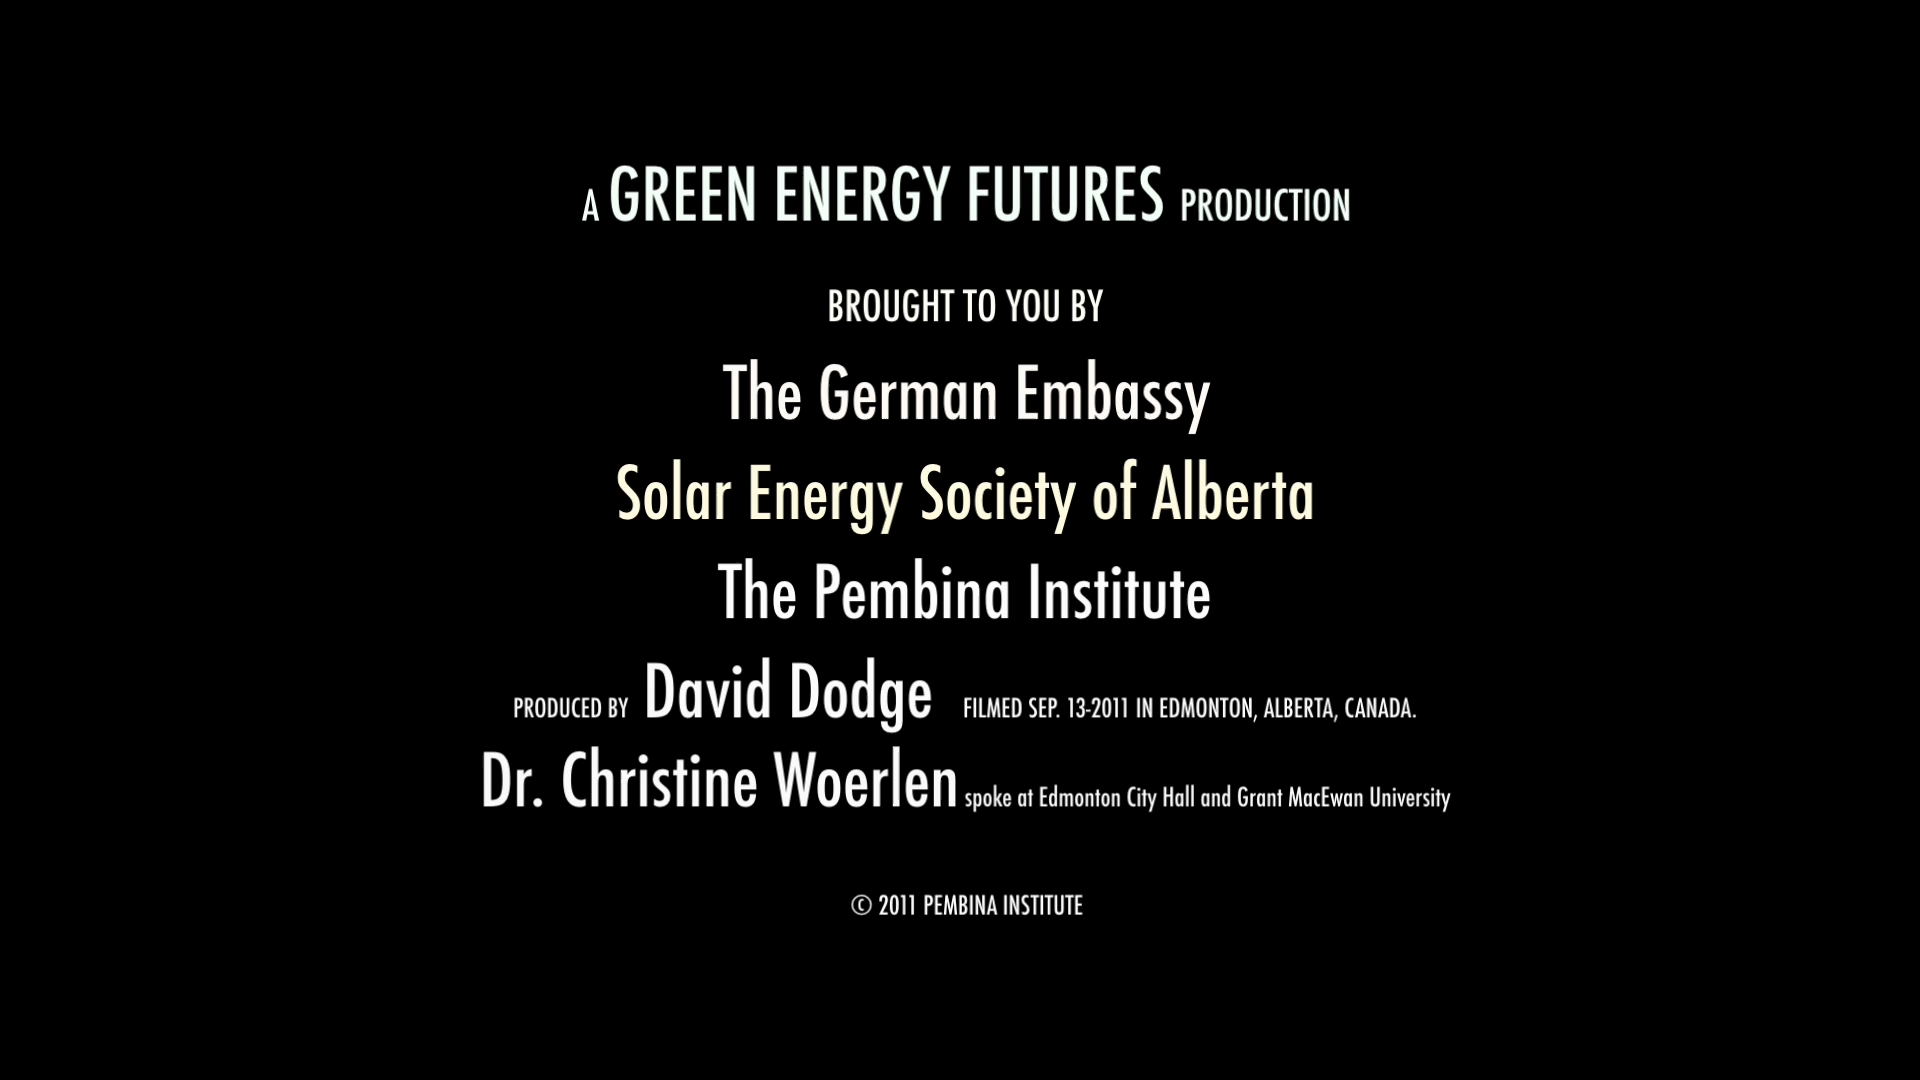 A GREEN ENERGY FUTURES PRODUCTION
BROUGHT TO YOU BY
The German Embassy
Solar Energy Society of Alberta
The Pembina Institute
PRODUCED BY David Dodge FILMED SEP. 13-2011 IN EDMONTON, ALBERTA, CANADA.
Dr. Christine Woerlen spoke at Edmonton City Hall and Grant MacEwan University
© 2011 PEMBINA INSTITUTE